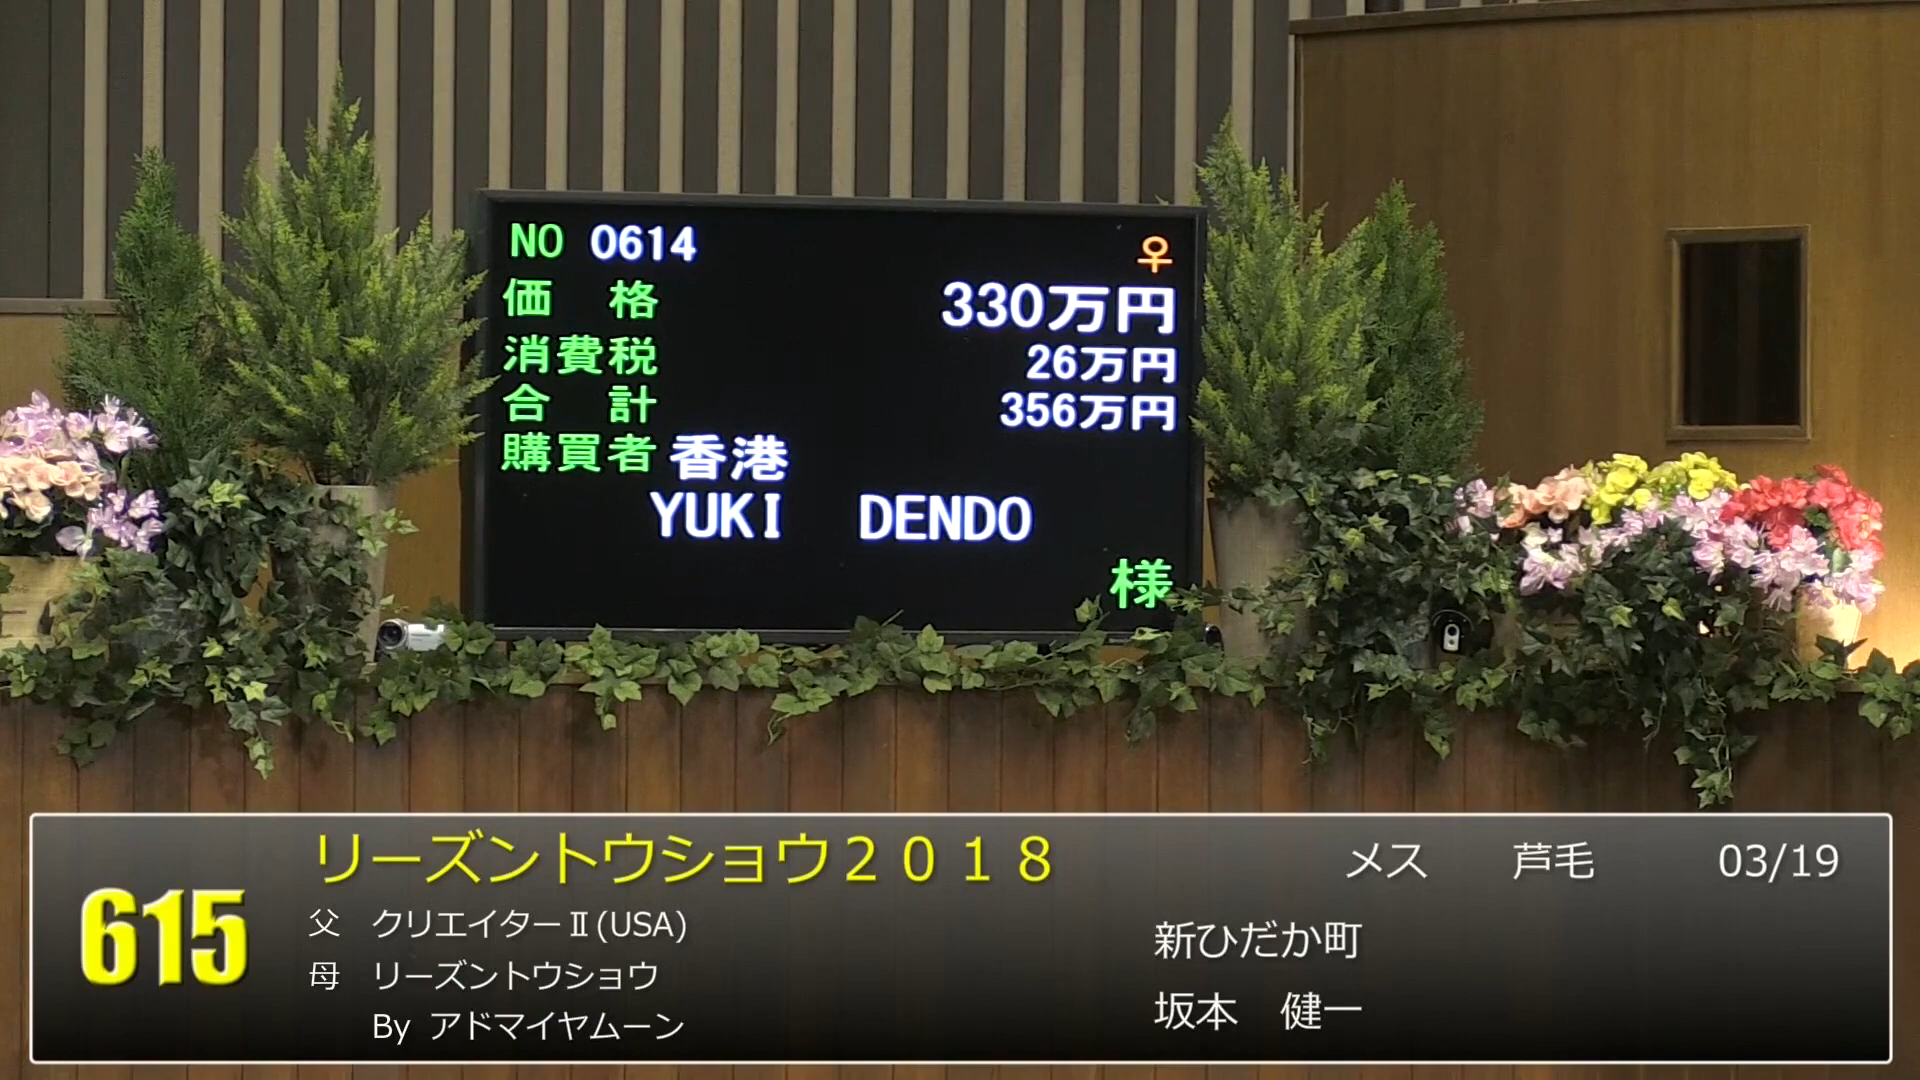 NO 0614 ♀
価 格 330万円
消費税 26万円
合 計 356万円
購買者 香港
YUKI DENDO
様
615
リーズントウショウ２０１８ メス 芦毛 03/19
父 クリエイターⅡ(USA)
母 リーズントウショウ
By アドマイヤムーン
新ひだか町
坂本 健一